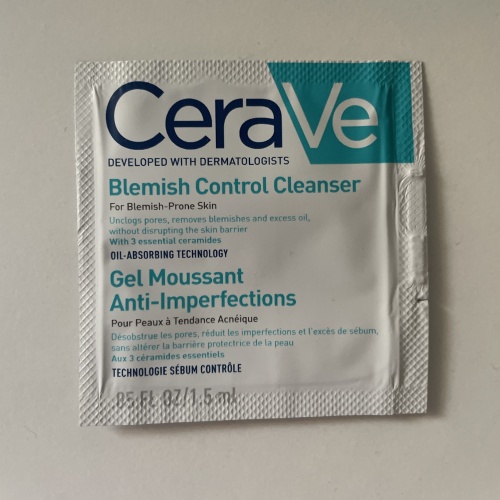 CeraVe
DEVELOPED WITH DERMATOLOGISTS
Blemish Control Cleanser
For Blemish-Prone Skin
Unclogs pores, removes blemishes and excess oil,
without disrupting the skin barrier
With 3 essential ceramides
OIL-ABSORBING TECHNOLOGY
Gel Moussant
Anti-Imperfections
Pour Peaux à Tendance Acnéique
Désobstrue les pores, réduit les imperfections et l'excès de sébum,
sans altérer la barrière protectrice de la peau
Aux 3 céramides essentiels
TECHNOLOGIE SÉBUM CONTRÔLE
.05 FL OZ/1.5 ml